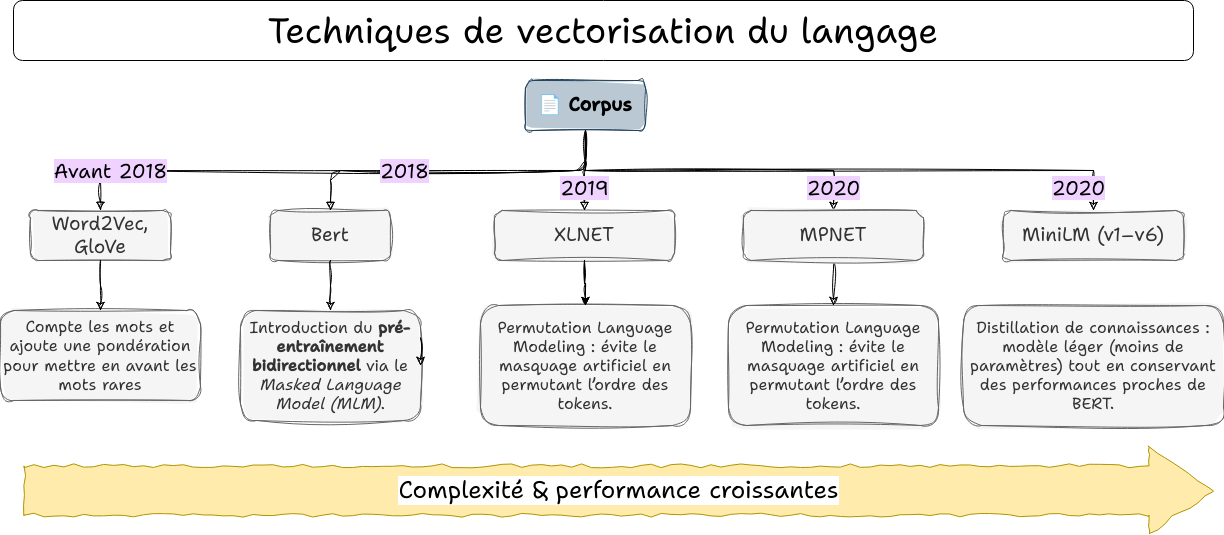 Techniques de vectorisation du langage
📄 Corpus
Avant 2018
2018
2019
2020
2020
Word2Vec,
GloVe
Bert
XLNET
MPNET
MiniLM (v1–v6)
Compte les mots et
ajoute une pondération
pour mettre en avant les
mots rares
Introduction du pré-
entraînement
bidirectionnel via le
Masked Language
Model (MLM).
Permutation Language
Modeling : évite le
masquage artificiel en
permutant l’ordre des
tokens.
Permutation Language
Modeling : évite le
masquage artificiel en
permutant l’ordre des
tokens.
Distillation de connaissances :
modèle léger (moins de
paramètres) tout en conservant
des performances proches de
BERT.
Complexité & performance croissantes